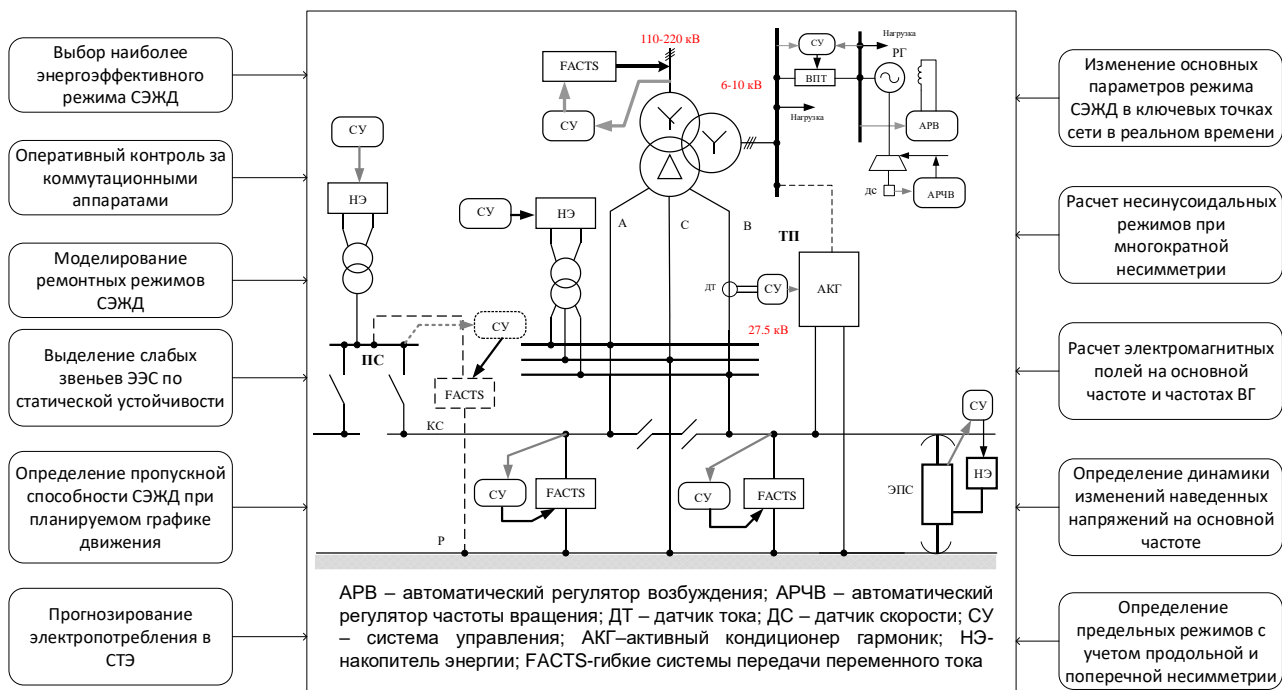 Выбор наиболее
энергоэффективного
режима СЭЖД
Оперативный контроль за
коммутационными
аппаратами
Моделирование
ремонтных режимов
СЭЖД
Выделение слабых
звеньев ЭЭС по
статической устойчивости
Определение пропускной
способности СЭЖД при
планируемом графике
движения
Прогнозирование
электропотребления в
СТЭ
110-220 кВ
FACTS
СУ
6-10 кВ
СУ
ВПТ
Нагрузка
РГ
Нагрузка
АРВ
ДС
АРЧВ
СУ
НЭ
СУ
НЭ
А
С
В
ТП
ДТ
СУ
АКГ
27.5 кВ
ПС
СУ
FACTS
КС
СУ
FACTS
СУ
FACTS
СУ
НЭ
ЭПС
Р
АРВ – автоматический регулятор возбуждения; АРЧВ – автоматический
регулятор частоты вращения; ДТ – датчик тока; ДС – датчик скорости; СУ
– система управления; АКГ–активный кондиционер гармоник; НЭ-
накопитель энергии; FACTS-гибкие системы передачи переменного тока
Изменение основных
параметров режима
СЭЖД в ключевых точках
сети в реальном времени
Расчет несинусоидальных
режимов при
многократной
несимметрии
Расчет электромагнитных
полей на основной
частоте и частотах ВГ
Определение динамики
изменений наведенных
напряжений на основной
частоте
Определение
предельных режимов с
учетом продольной и
поперечной несимметрии